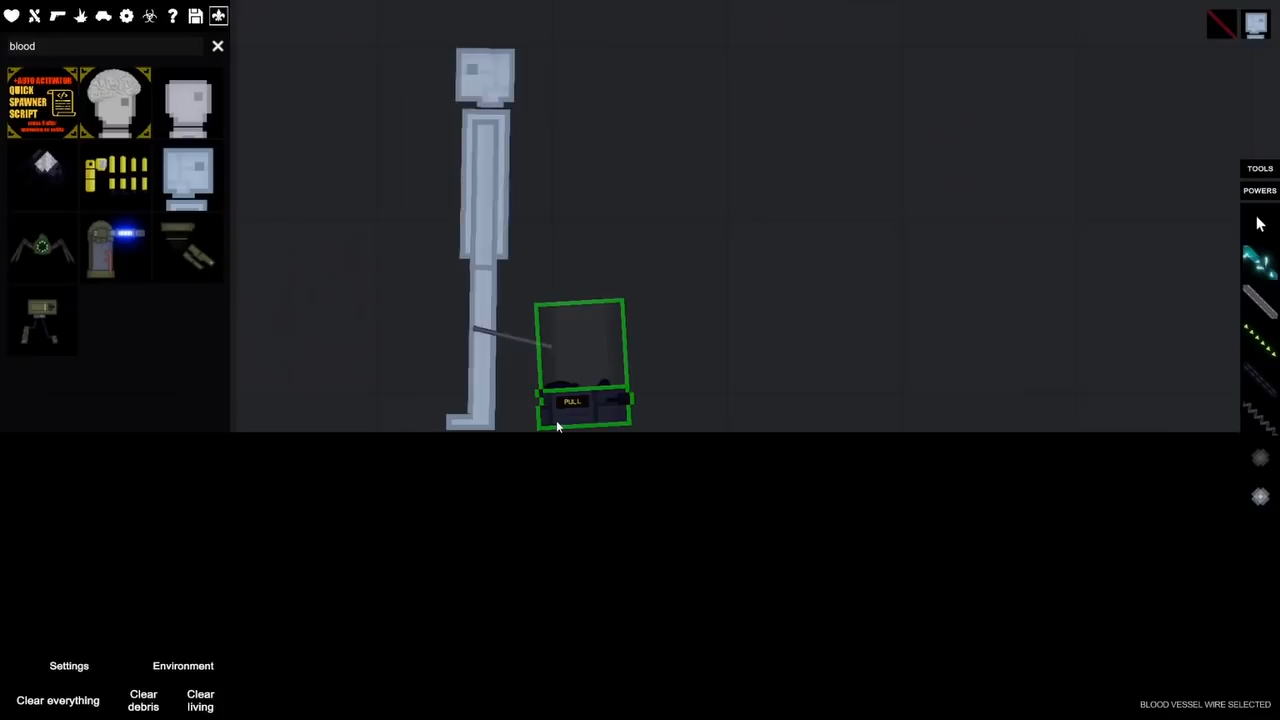 blood
+AUTO ACTIVATOR
QUICK
SPAWNER
SCRIPT
TOOLS
POWERS
PULL
Settings
Environment
Clear everything
Clear
debris
Clear
living
BLOOD VESSEL WIRE SELECTED